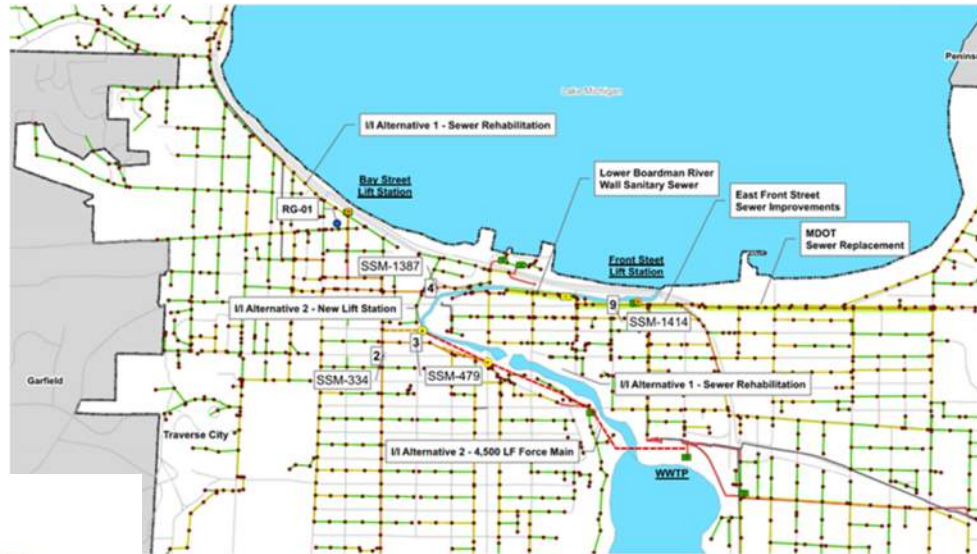 Peninsu
Lake Michigan
I/I Alternative 1 - Sewer Rehabilitation
Bay Street
Lift Station
Lower Boardman River
Wall Sanitary Sewer
East Front Street
Sewer Improvements
RG-01
MDOT
Sewer Replacement
SSM-1387
Front Steet
Lift Station
4
I/I Alternative 2 - New Lift Station
9
SSM-1414
3
2
SSM-334
SSM-479
I/I Alternative 1 - Sewer Rehabilitation
Garfield
Traverse City
I/I Alternative 2 - 4,500 LF Force Main
WWTP